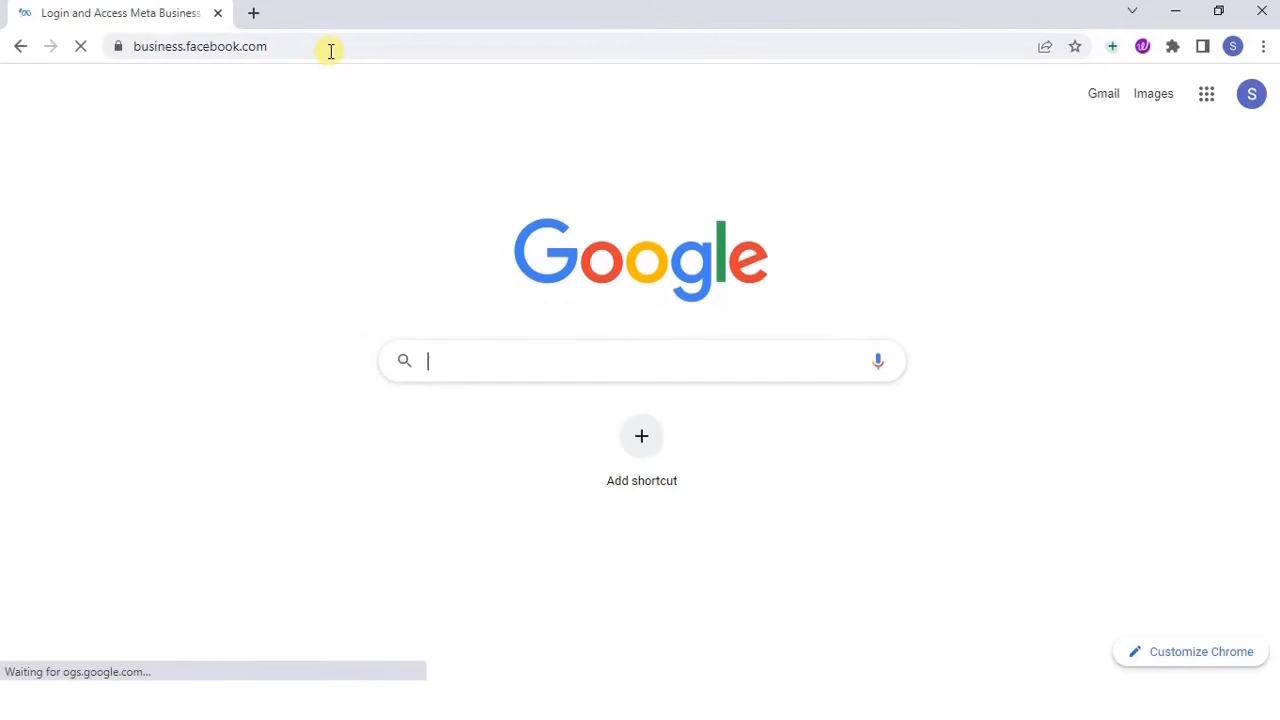 Login and Access Meta Business
business.facebook.com
S
Gmail
Images
S
Google
Add shortcut
Customize Chrome
Waiting for ogs.google.com...